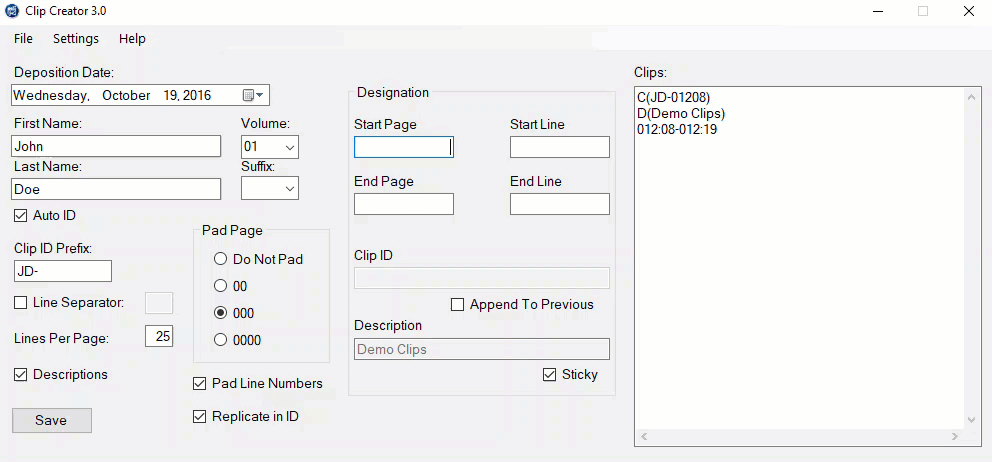 Clip Creator 3.0
File Settings Help
Deposition Date:
Wednesday, October 19, 2016
First Name:
Volume:
John
01
Last Name:
Suffix:
Doe
Auto ID
Clip ID Prefix:
JD-
Line Separator:
Lines Per Page:
25
Descriptions
Save
Pad Page
Do Not Pad
00
000
0000
Pad Line Numbers
Replicate in ID
Designation
Start Page
Start Line
End Page
End Line
Clip ID
Append To Previous
Description
Demo Clips
Sticky
Clips:
C(JD-01208)
D(Demo Clips)
012:08-012:19